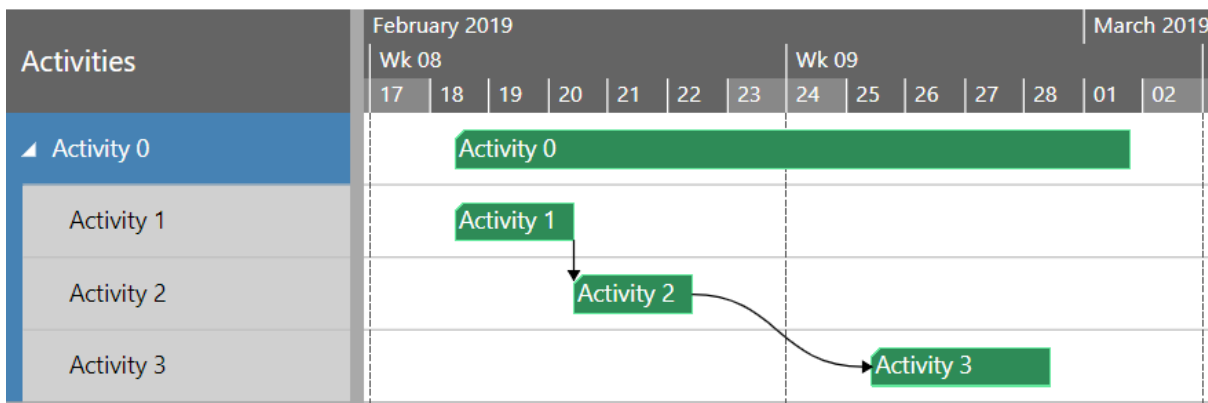 Activities
February 2019 March 2019
Wk 08 Wk 09
17 18 19 20 21 22 23 24 25 26 27 28 01 02
Activity 0 Activity 0
Activity 1 Activity 1
Activity 2 Activity 2
Activity 3 Activity 3